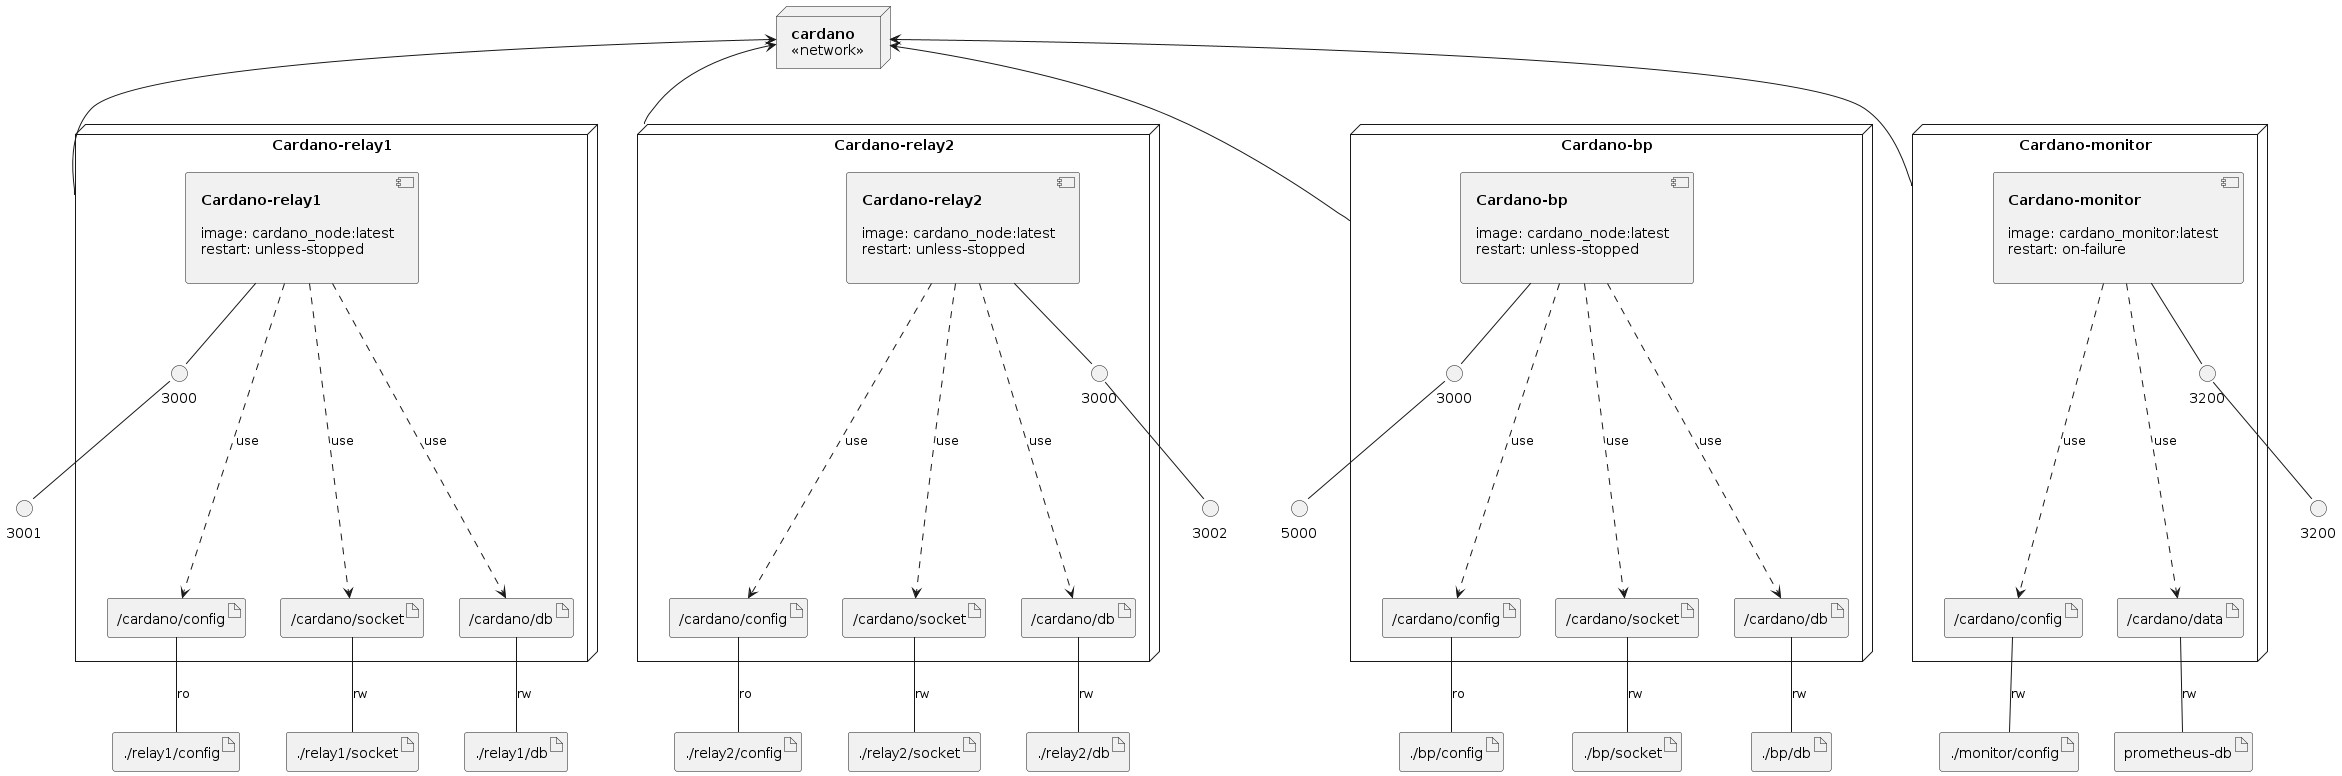 cardano
«network»
Cardano-relay1
Cardano-relay2
Cardano-bp
Cardano-monitor
Cardano-relay1
image: cardano_node:latest
restart: unless-stopped
Cardano-relay2
image: cardano_node:latest
restart: unless-stopped
Cardano-bp
image: cardano_node:latest
restart: unless-stopped
Cardano-monitor
image: cardano_monitor:latest
restart: on-failure
3000
3000
3000
3200
use
use
use
use
use
use
use
use
use
use
use
3001
3002
5000
3200
/cardano/config
/cardano/socket
/cardano/db
/cardano/config
/cardano/socket
/cardano/db
/cardano/config
/cardano/socket
/cardano/db
/cardano/config
/cardano/data
ro
rw
rw
ro
rw
rw
ro
rw
rw
rw
rw
./relay1/config
./relay1/socket
./relay1/db
./relay2/config
./relay2/socket
./relay2/db
./bp/config
./bp/socket
./bp/db
./monitor/config
prometheus-db